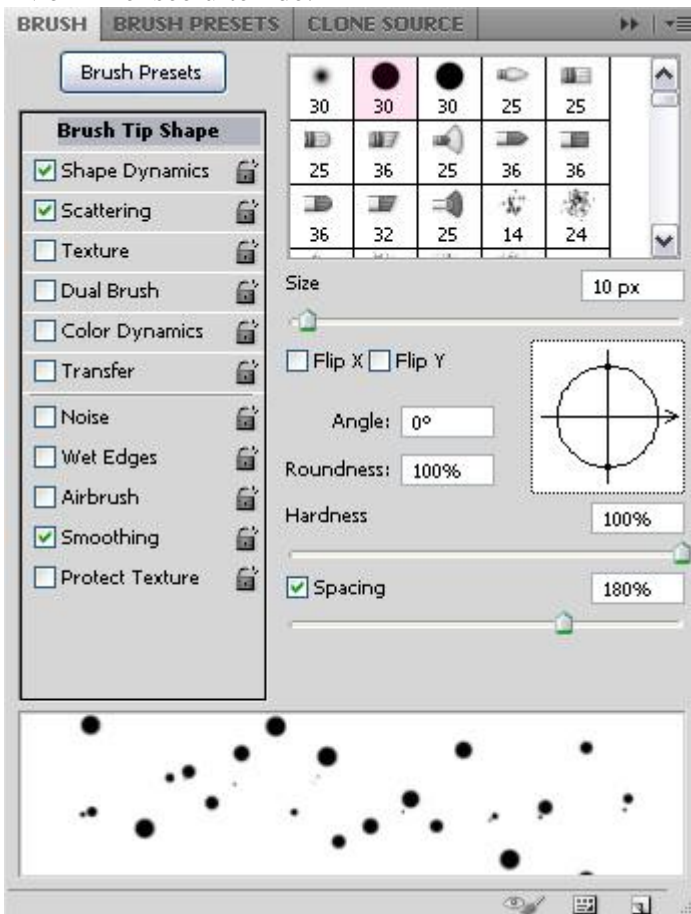 BRUSH BRUSH PRESETS CLONE SOURCE
Brush Presets
Brush Tip Shape
Shape Dynamics
Scattering
Texture
Dual Brush
Color Dynamics
Transfer
Noise
Wet Edges
Airbrush
Smoothing
Protect Texture
30 30 30 25 25
25 36 25 36 36
36 32 25 14 24
Size 10 px
Flip X Flip Y
Angle: 0º
Roundness: 100%
Hardness 100%
Spacing 180%